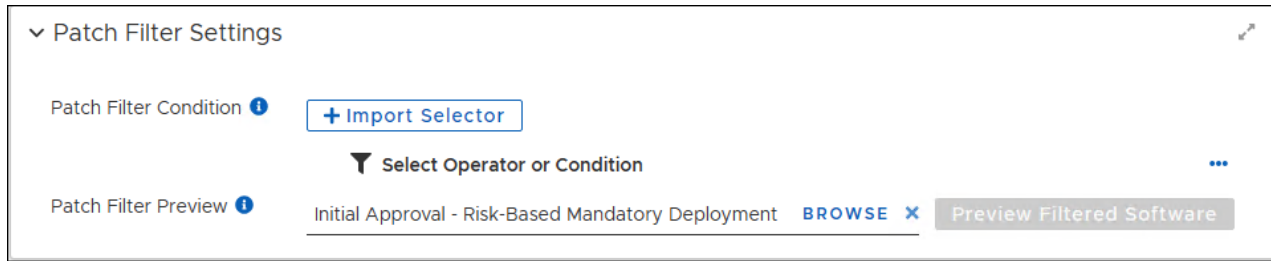 Patch Filter Settings
Patch Filter Condition
+ Import Selector
Select Operator or Condition
Patch Filter Preview
Initial Approval - Risk-Based Mandatory Deployment BROWSE × Preview Filtered Software